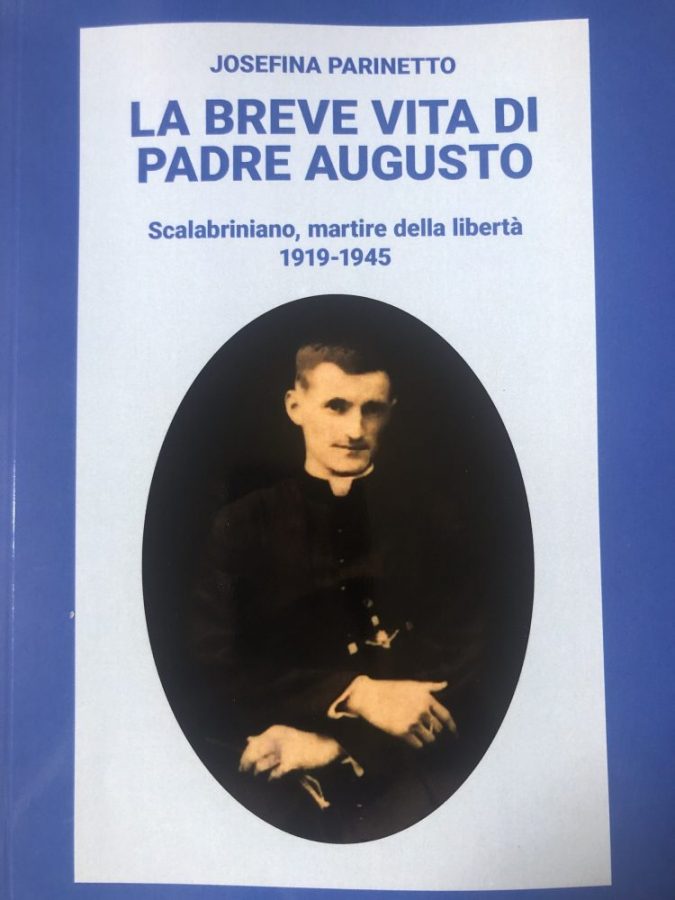 JOSEFINA PARINETTO
LA BREVE VITA DI
PADRE AUGUSTO
Scalabriniano, martire della libertà
1919-1945